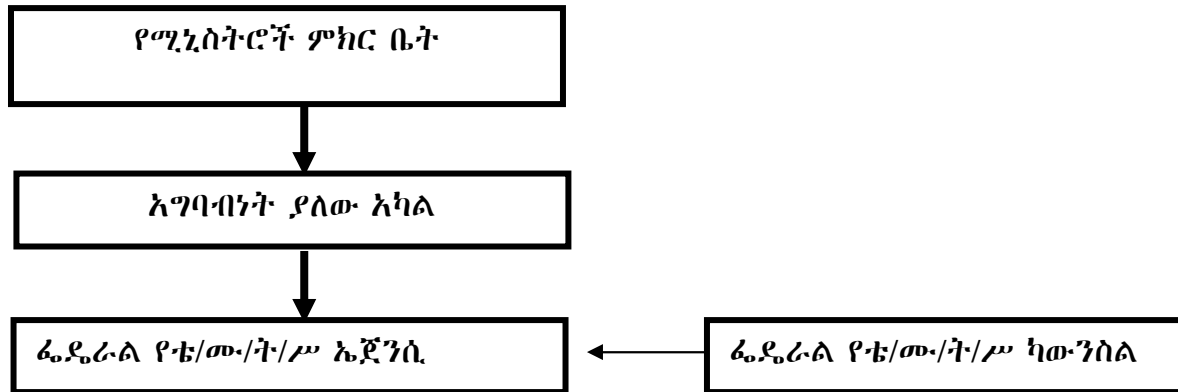 የሚኒስትሮች ምክር ቤት
አግባብነት ያለው አካል
ፌዴራል የቴ/ሙ/ት/ሥ ኤጀንሲ
ፌዴራል የቴ/ሙ/ት/ሥ ካውንስል